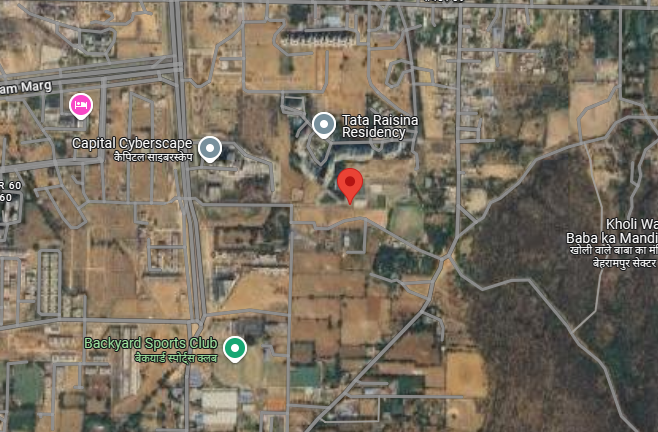 am Marg
Tata Raisina
Residency
Capital Cyberscape
कैपिटल साइबरस्केप
R 60
60
Kholi Wa
Baba ka Mandi
खोली वाले बाबा का मं
बेहरामपुर सेक्टर
Backyard Sports Club
बैकयार्ड स्पोर्ट्स क्लब